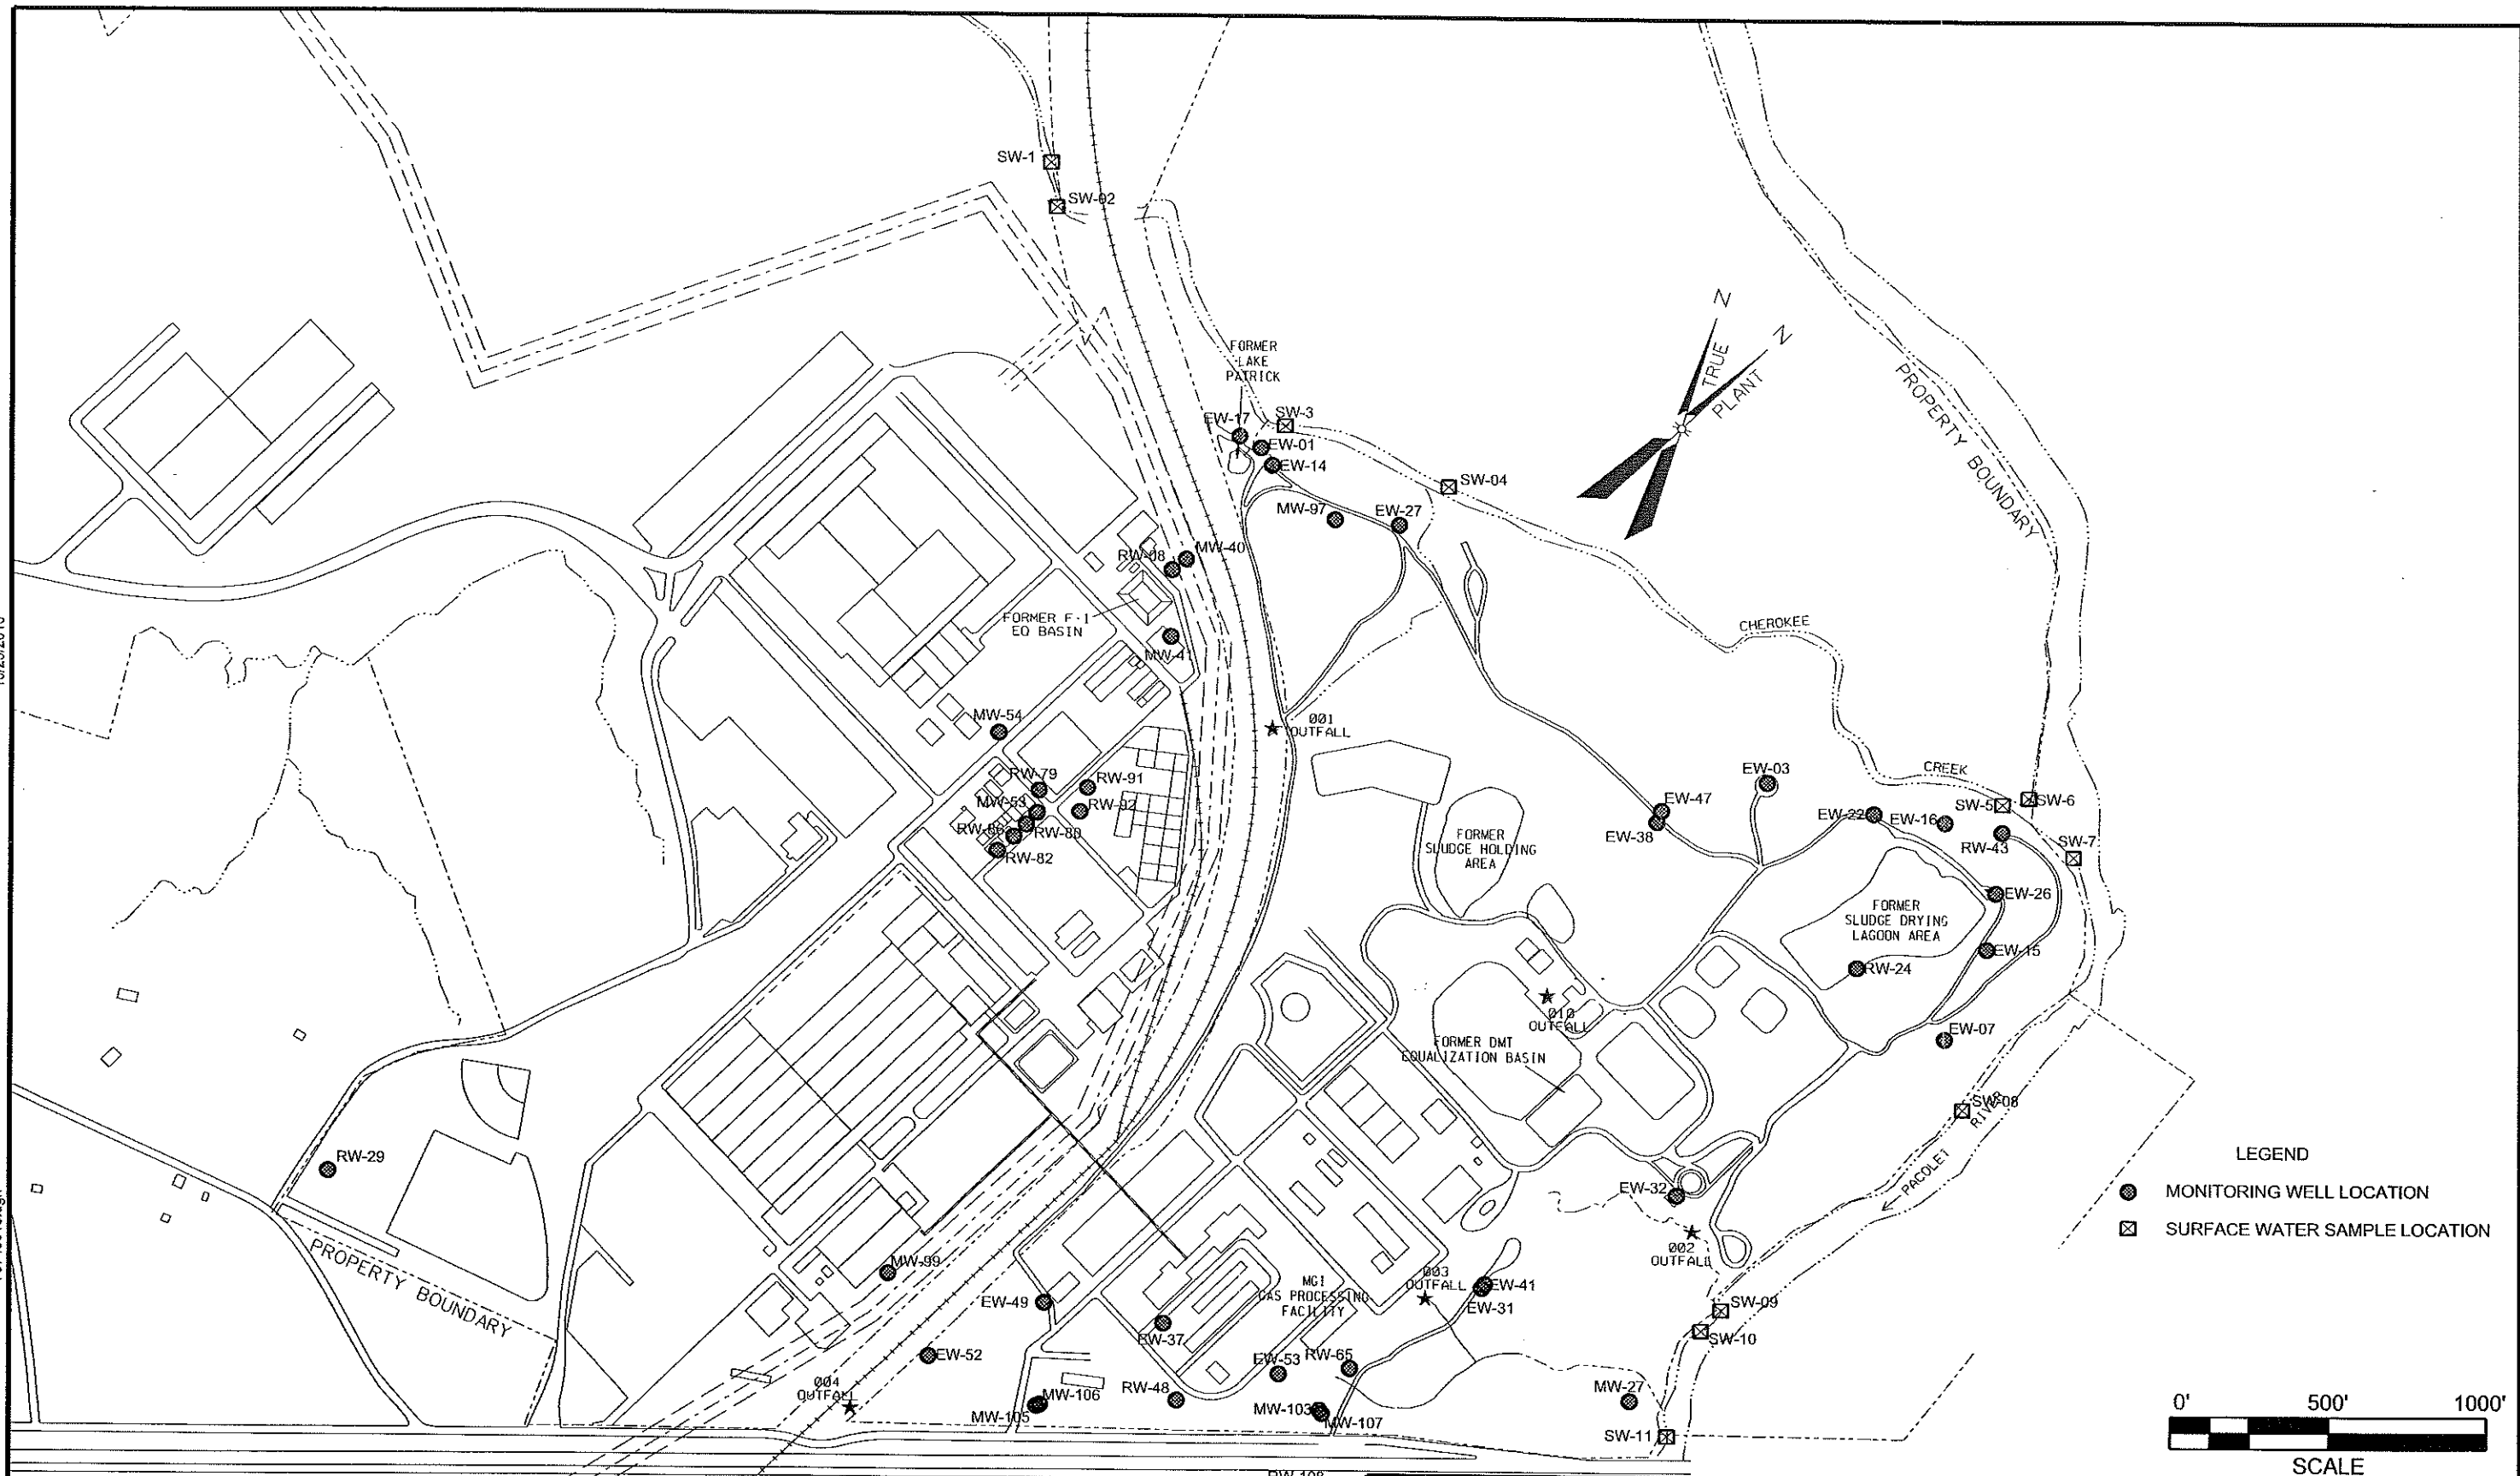 SW-1
SW-02
FORMER
LAKE
PATRICK
Z
Z
TRUE
PLANT
PROPERTY BOUNDARY
EW-17
SW-3
EW-01
EW-14
SW-04
MW-97
EW-27
RW-08
MW-40
FORMER F-1
EQ BASIN
MW-41
CHEROKEE
MW-54
001
OUTFALL
RW-79
RW-91
MW-53
RW-92
RW-86
RW-80
RW-82
EW-03
CREEK
EW-47
EW-38
EW-22
EW-16
SW-5
SW-6
RW-43
SW-7
FORMER
SLUDGE HOLDING
AREA
EW-26
FORMER
SLUDGE DRYING
LAGOON AREA
EW-15
RW-24
010
OUTFALL
FORMER DMT
EQUALIZATION BASIN
EW-07
SW-08
PACOLET RIVER
RW-29
PROPERTY BOUNDARY
EW-32
002
OUTFALL
LEGEND
MONITORING WELL LOCATION
SURFACE WATER SAMPLE LOCATION
MW-99
EW-49
EW-37
MGI
GAS PROCESSING
FACILITY
003
OUTFALL
EW-41
EW-31
SW-09
SW-10
EW-52
EW-53
RW-65
004
OUTFALL
MW-106
MW-105
RW-48
MW-103
MW-107
MW-27
SW-11
0'
500'
1000'
SCALE